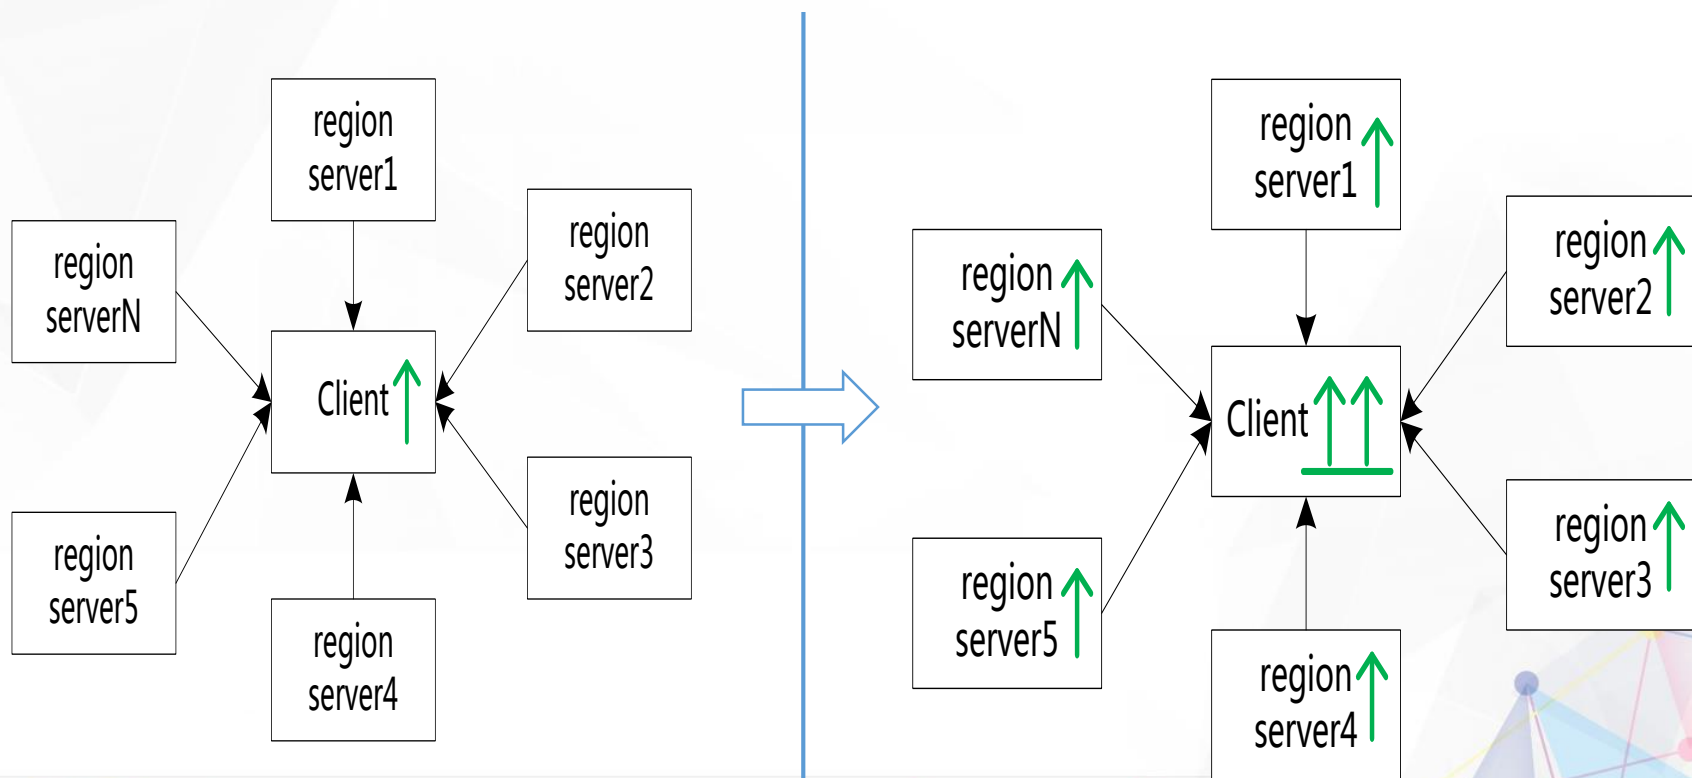 region
server1
region
server2
region
serverN
Client
region
server3
region
server5
region
server4
region
server1
region
server2
region
serverN
Client
region
server3
region
server5
region
server4